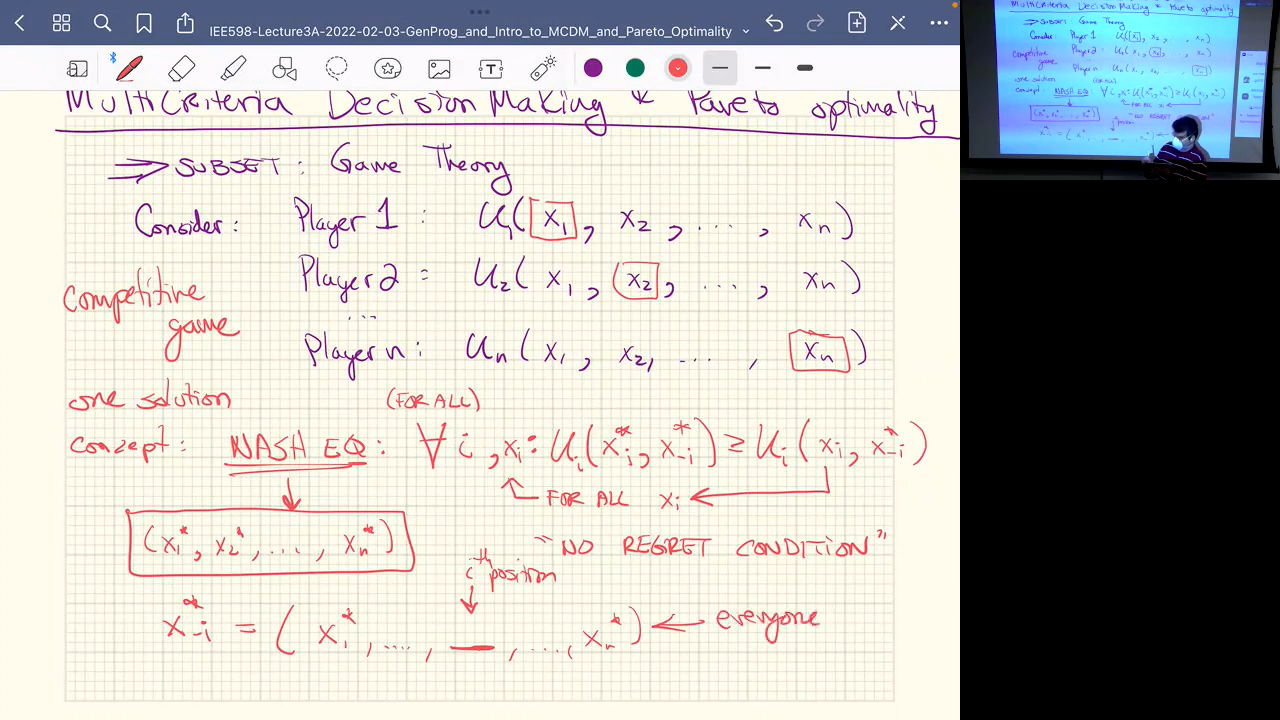 IEE598-Lecture3A-2022-02-03-GenProg_and_Intro_to_MCDM_and_Pareto_Optimality
MultiCriteria Decision Making & Pareto optimality
⇒ SUBSET : Game Theory
Consider: Player 1 : U₁( x₁, x₂, ..., xₙ)
Player 2 = U₂( x₁, x₂, ..., xₙ)
...
Player n : Uₙ( x₁, x₂, ..., xₙ)
competitive
game
one solution
concept: NASH EQ: ∀ i, xᵢ: Uᵢ(xᵢ*, x₋ᵢ*) ≥ Uᵢ(xᵢ, x₋ᵢ*)
(FOR ALL)
FOR ALL xᵢ
(x₁*, x₂*, ..., xₙ*)
"NO REGRET CONDITION"
iᵗʰ position
x₋ᵢ* = ( x₁*, ...., __, ..., xₙ*) ← everyone